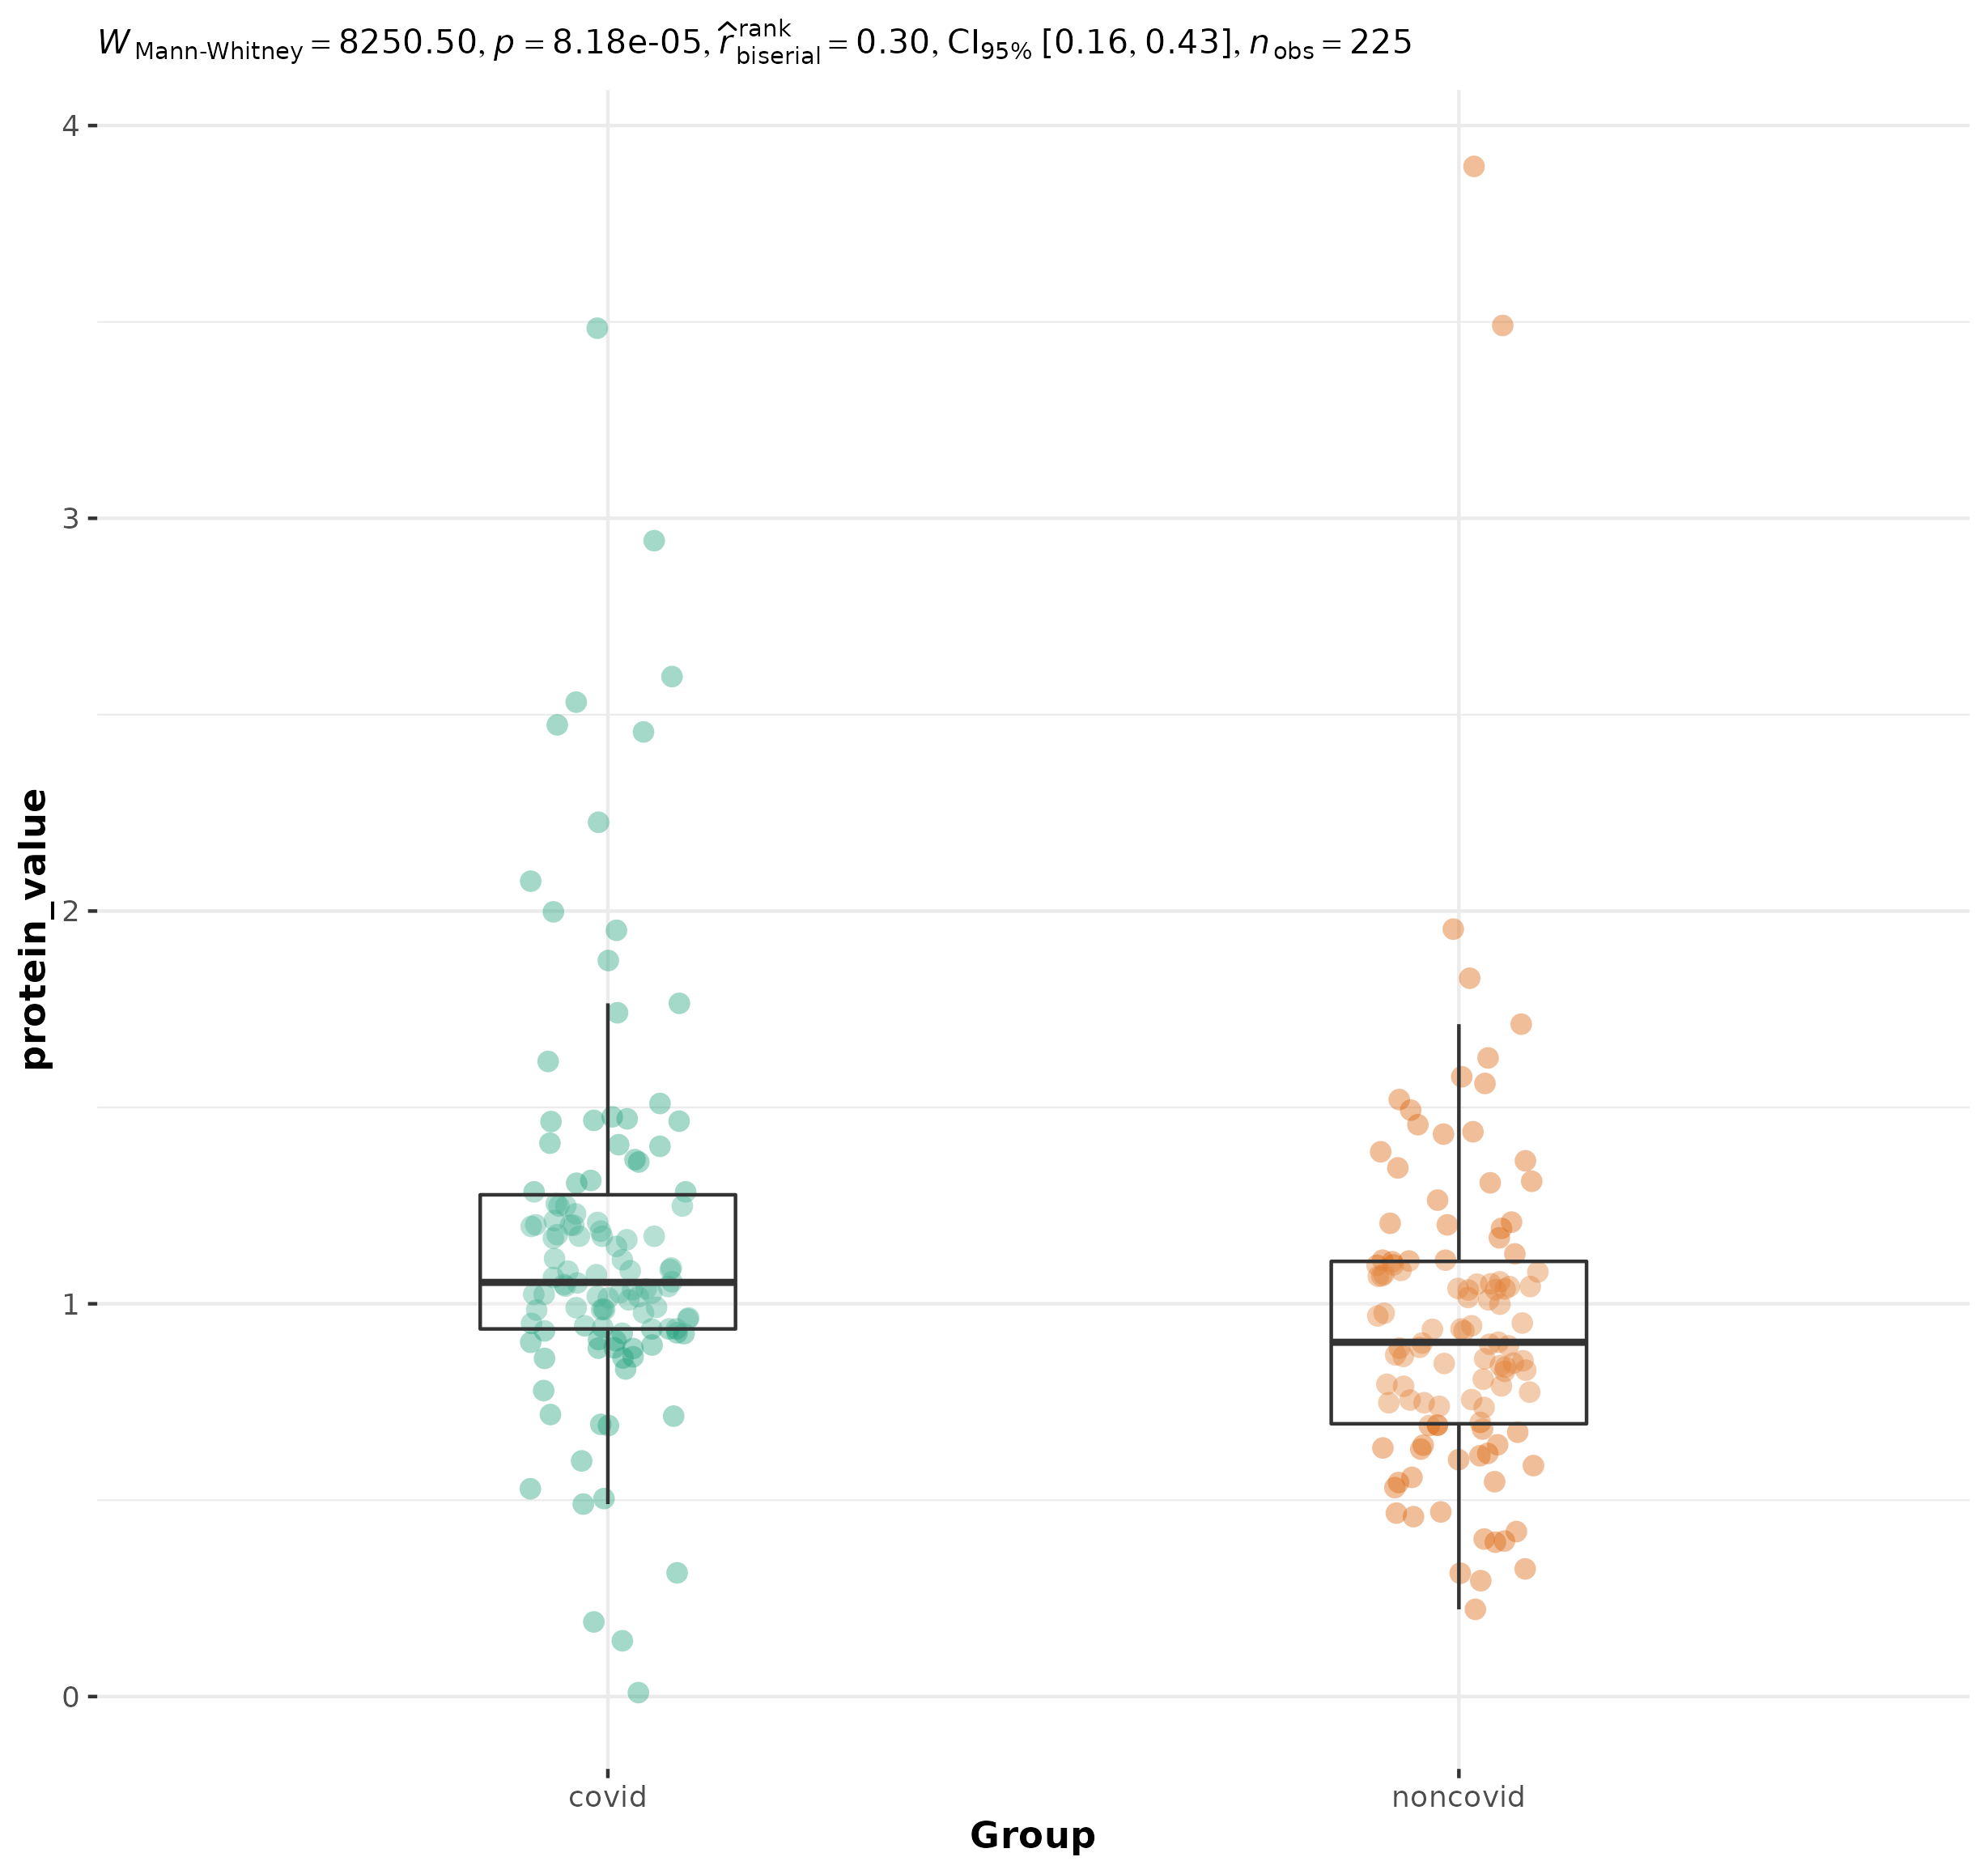 W Mann-Whitney = 8250.50, p = 8.18e-05, r̂ rank biserial = 0.30, CI95% [0.16, 0.43], n obs = 225
4
3
2
1
0
protein_value
covid
noncovid
Group